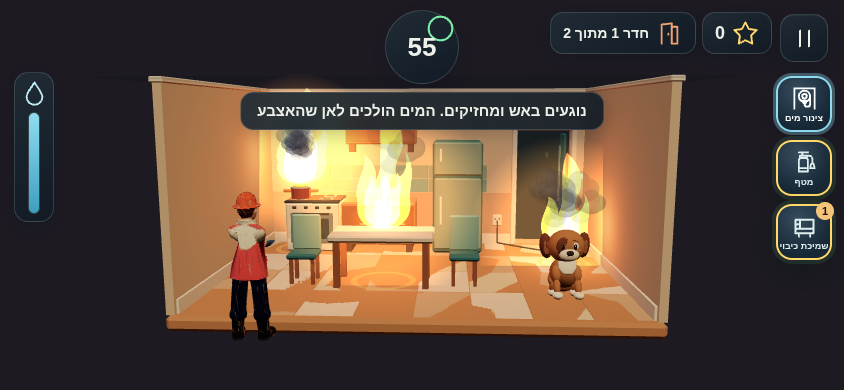 0
חדר 1 מתוך 2
55
נוגעים באש ומחזיקים. המים הולכים לאן שהאצבע
צינור מים
מטף
1
שמיכת כיבוי